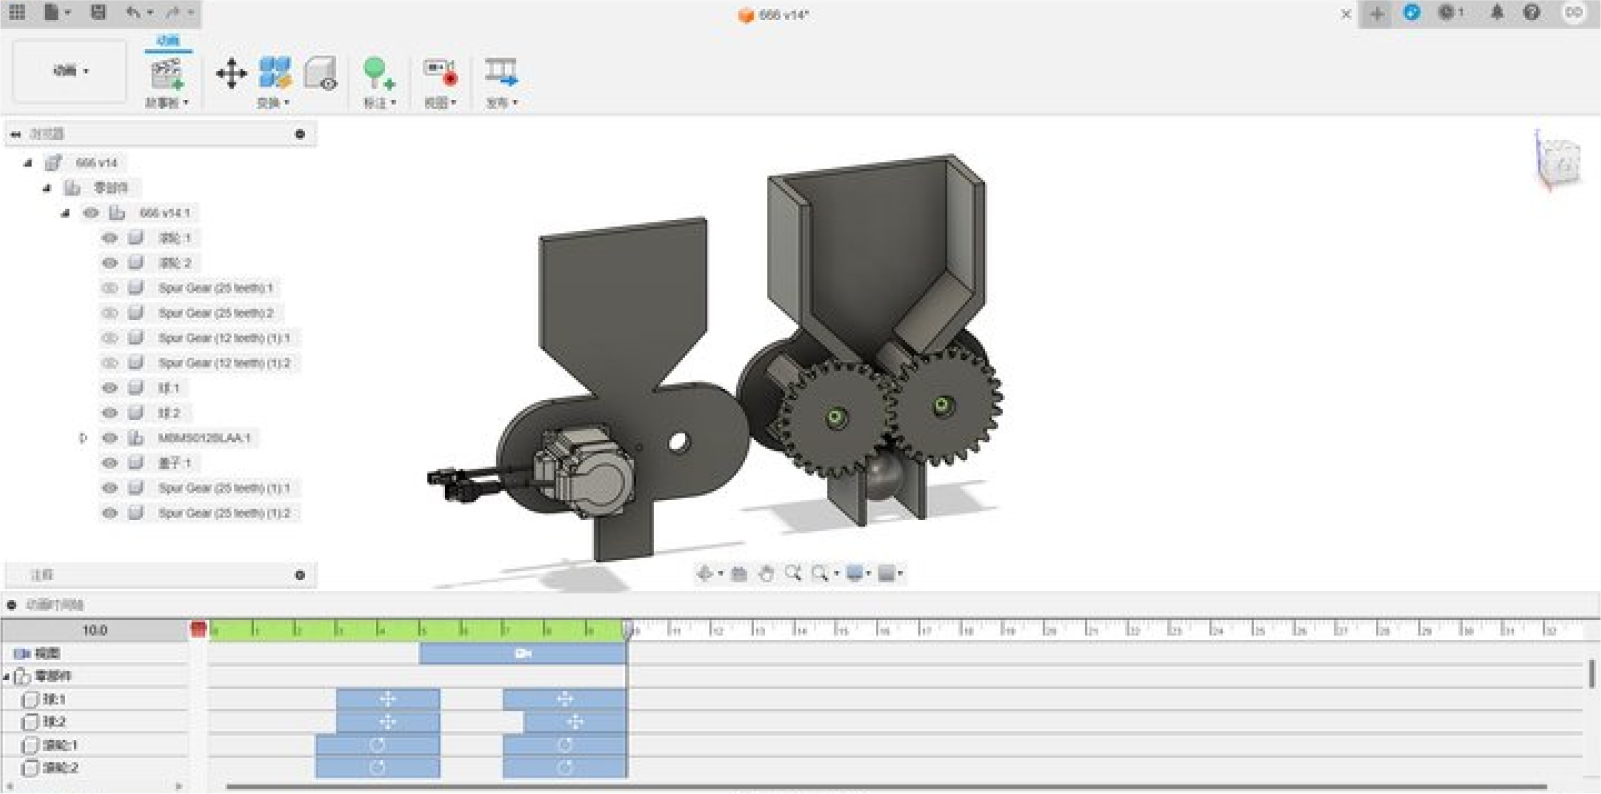 666 v14*
1
DD
动画
动画
故事板
变换
标注
视图
发布
浏览器
666 v14
零部件
666 v14:1
滚轮:1
滚轮:2
Spur Gear (25 teeth):1
Spur Gear (25 teeth):2
Spur Gear (12 teeth) (1):1
Spur Gear (12 teeth) (1):2
球:1
球:2
MBMS012BLAA:1
盖子:1
Spur Gear (25 teeth) (1):1
Spur Gear (25 teeth) (1):2
注释
动画时间轴
10.0
0 1 2 3 4 5 6 7 8 9 10 11 12 13 14 15 16 17 18 19 20 21 22 23 24 25 26 27 28 29 30 31 32
视图
零部件
球:1
球:2
滚轮:1
滚轮:2